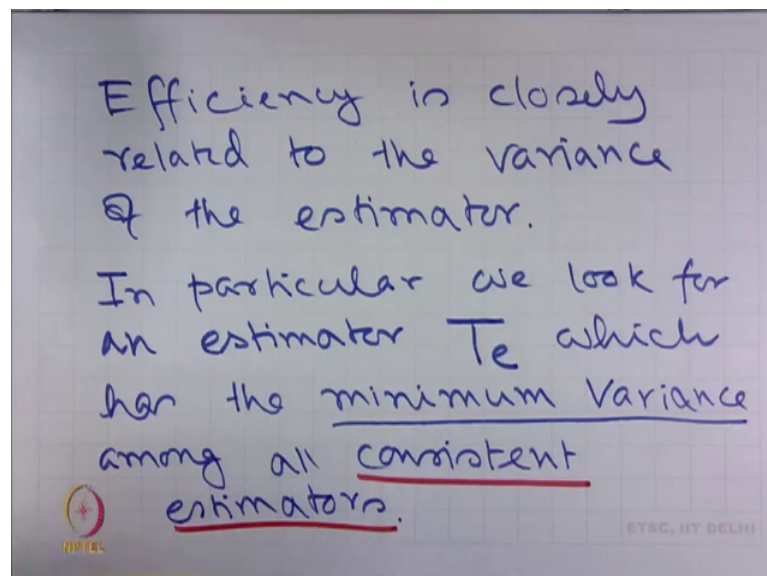 Efficiency is closely
related to the variance
of the estimator.
In particular we look for
an estimator Te which
has the minimum variance
among all consistent
estimators.
NPTEL
ETSC, IIT DELHI